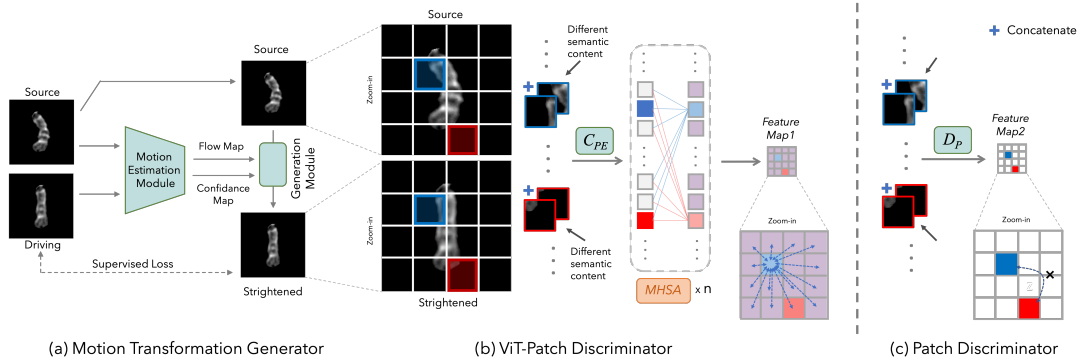 Source
Source
Driving
Motion
Estimation
Module
Flow Map
Confidance
Map
Source
Generation
Module
Strightened
Supervised Loss
(a) Motion Transformation Generator
Source
Zoom-in
Zoom-in
Strightened
Different
semantic
content
+
C_PE
+
Different
semantic
content
MHSA
x n
Feature
Map1
Zoom-in
(b) ViT-Patch Discriminator
+ Concatenate
+
D_P
+
Feature
Map2
Zoom-in
(c) Patch Discriminator